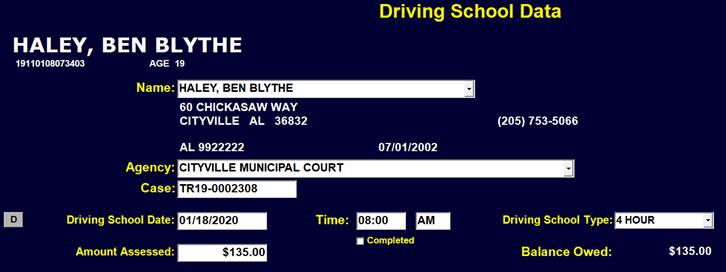 Driving School Data
HALEY, BEN BLYTHE
19110108073403 AGE 19
Name: HALEY, BEN BLYTHE
60 CHICKASAW WAY
CITYVILLE AL 36832 (205) 753-5066
AL 9922222 07/01/2002
Agency: CITYVILLE MUNICIPAL COURT
Case: TR19-0002308
D Driving School Date: 01/18/2020 Time: 08:00 AM Driving School Type: 4 HOUR
Completed
Amount Assessed: $135.00 Balance Owed: $135.00